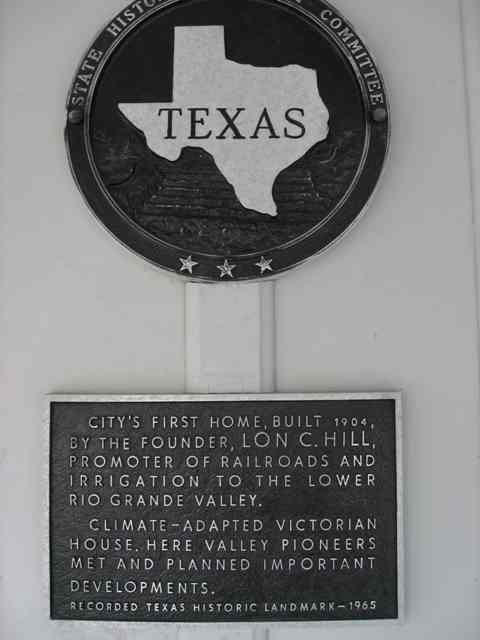 STATE HISTO COMMITTEE
TEXAS
CITY'S FIRST HOME, BUILT 1904,
BY THE FOUNDER, LON C. HILL,
PROMOTER OF RAILROADS AND
IRRIGATION TO THE LOWER
RIO GRANDE VALLEY.
CLIMATE-ADAPTED VICTORIAN
HOUSE. HERE VALLEY PIONEERS
MET AND PLANNED IMPORTANT
DEVELOPMENTS.
RECORDED TEXAS HISTORIC LANDMARK-1965